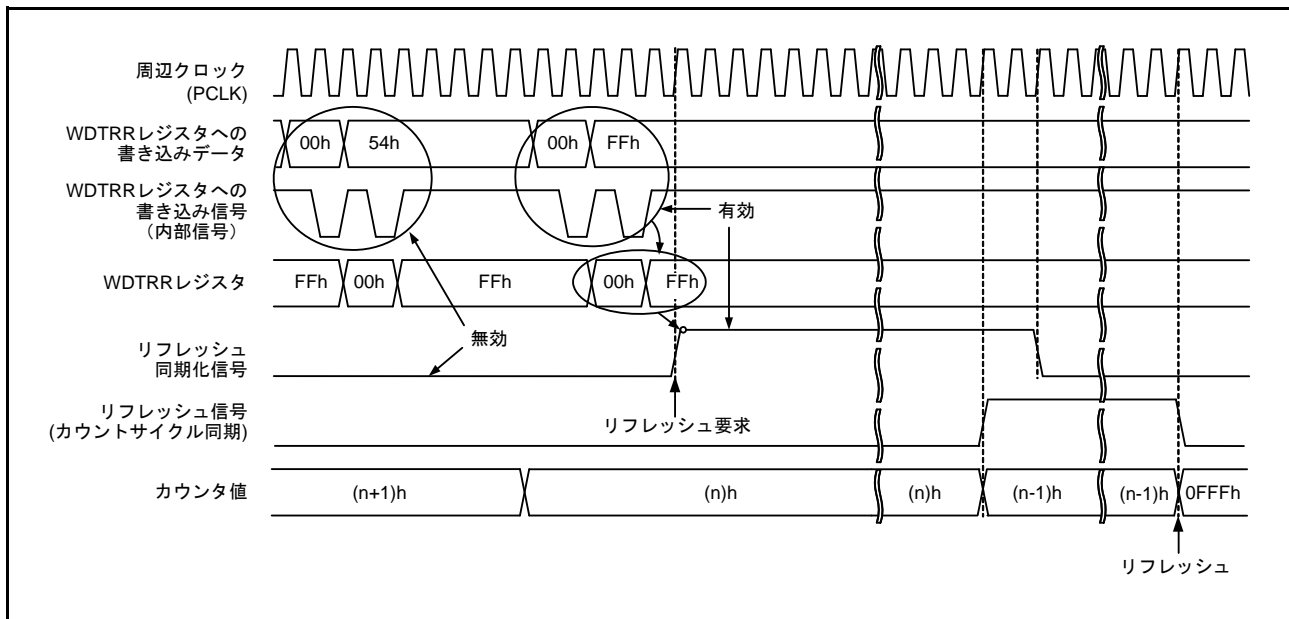 周辺クロック
(PCLK)
WDTRRレジスタへの
書き込みデータ
00h 54h 00h FFh
WDTRRレジスタへの
書き込み信号
(内部信号)
有効
WDTRRレジスタ
FFh 00h FFh 00h FFh
無効
リフレッシュ
同期化信号
リフレッシュ要求
リフレッシュ信号
(カウントサイクル同期)
カウンタ値
(n+1)h (n)h (n)h (n-1)h (n-1)h 0FFFh
リフレッシュ